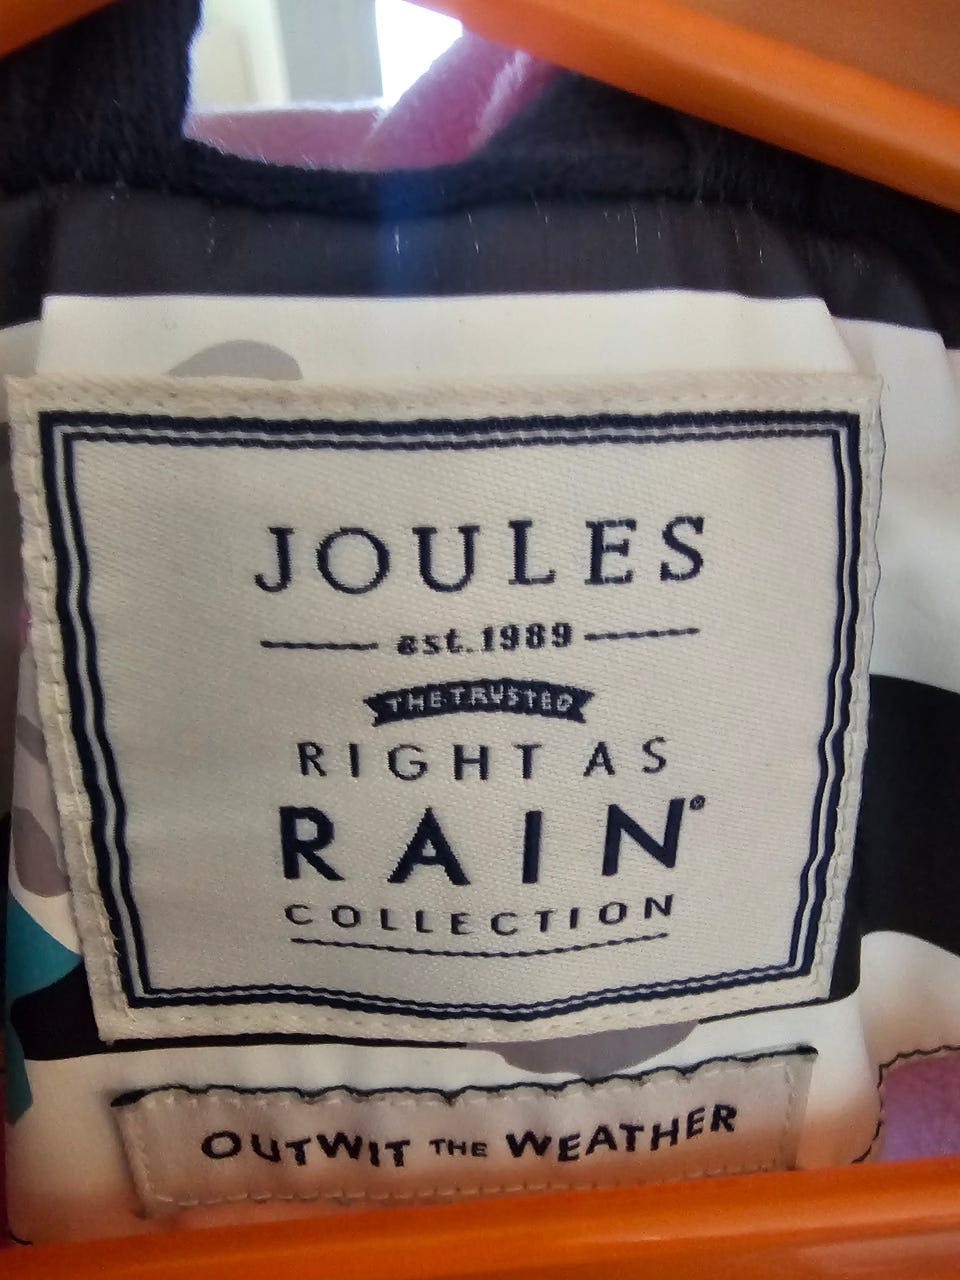 JOULES
est. 1989
THE TRUSTED
RIGHT AS
RAIN®
COLLECTION
OUTWIT THE WEATHER